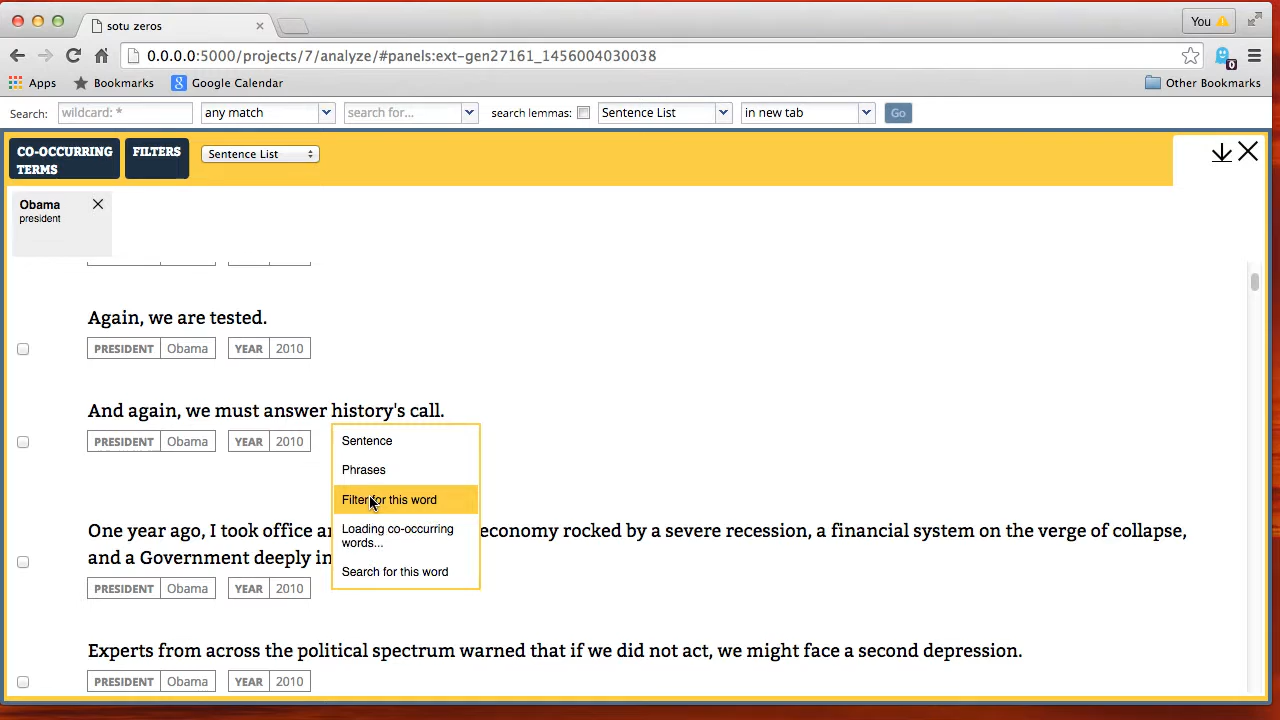 sotu zeros
You
0.0.0.0:5000/projects/7/analyze/#panels:ext-gen27161_1456004030038
0
Apps Bookmarks Google Calendar Other Bookmarks
Search: wildcard: * any match search for... search lemmas: Sentence List in new tab Go
CO-OCCURRING
TERMS
FILTERS
Sentence List
Obama
president
Again, we are tested.
PRESIDENT Obama YEAR 2010
And again, we must answer history's call.
PRESIDENT Obama YEAR 2010
Sentence
Phrases
Filter for this word
Loading co-occurring
words...
Search for this word
One year ago, I took office economy rocked by a severe recession, a financial system on the verge of collapse,
and a Government deeply
PRESIDENT Obama YEAR 2010
Experts from across the political spectrum warned that if we did not act, we might face a second depression.
PRESIDENT Obama YEAR 2010